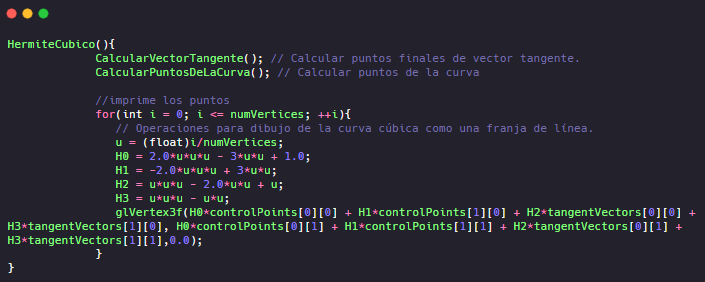 HermiteCubico(){
CalcularVectorTangente(); // Calcular puntos finales de vector tangente.
CalcularPuntosDeLaCurva(); // Calcular puntos de la curva
//imprime los puntos
for(int i = 0; i <= numVertices; ++i){
// Operaciones para dibujo de la curva cúbica como una franja de línea.
u = (float)i/numVertices;
H0 = 2.0*u*u*u - 3*u*u + 1.0;
H1 = -2.0*u*u*u + 3*u*u;
H2 = u*u*u - 2.0*u*u + u;
H3 = u*u*u - u*u;
glVertex3f(H0*controlPoints[0][0] + H1*controlPoints[1][0] + H2*tangentVectors[0][0] +
H3*tangentVectors[1][0], H0*controlPoints[0][1] + H1*controlPoints[1][1] + H2*tangentVectors[0][1] +
H3*tangentVectors[1][1],0.0);
}
}